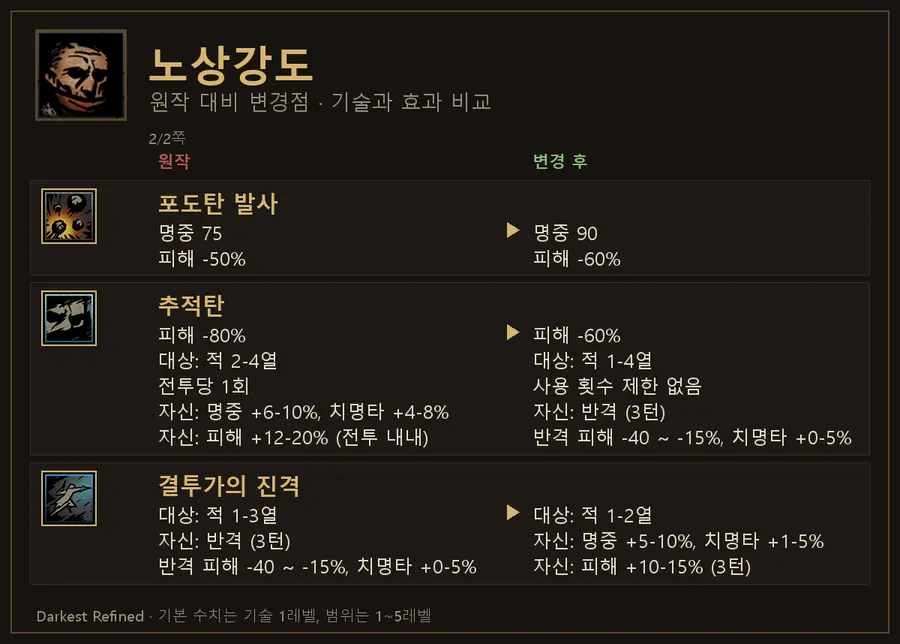 노상강도
원작 대비 변경점 · 기술과 효과 비교
2/2쪽
원작
변경 후
포도탄 발사
명중 75
▶ 명중 90
피해 -50%
피해 -60%
추적탄
피해 -80%
▶ 피해 -60%
대상: 적 2-4열
대상: 적 1-4열
전투당 1회
사용 횟수 제한 없음
자신: 명중 +6-10%, 치명타 +4-8%
자신: 반격 (3턴)
자신: 피해 +12-20% (전투 내내)
반격 피해 -40 ~ -15%, 치명타 +0-5%
결투가의 진격
대상: 적 1-3열
▶ 대상: 적 1-2열
자신: 반격 (3턴)
자신: 명중 +5-10%, 치명타 +1-5%
반격 피해 -40 ~ -15%, 치명타 +0-5%
자신: 피해 +10-15% (3턴)
Darkest Refined · 기본 수치는 기술 1레벨, 범위는 1~5레벨